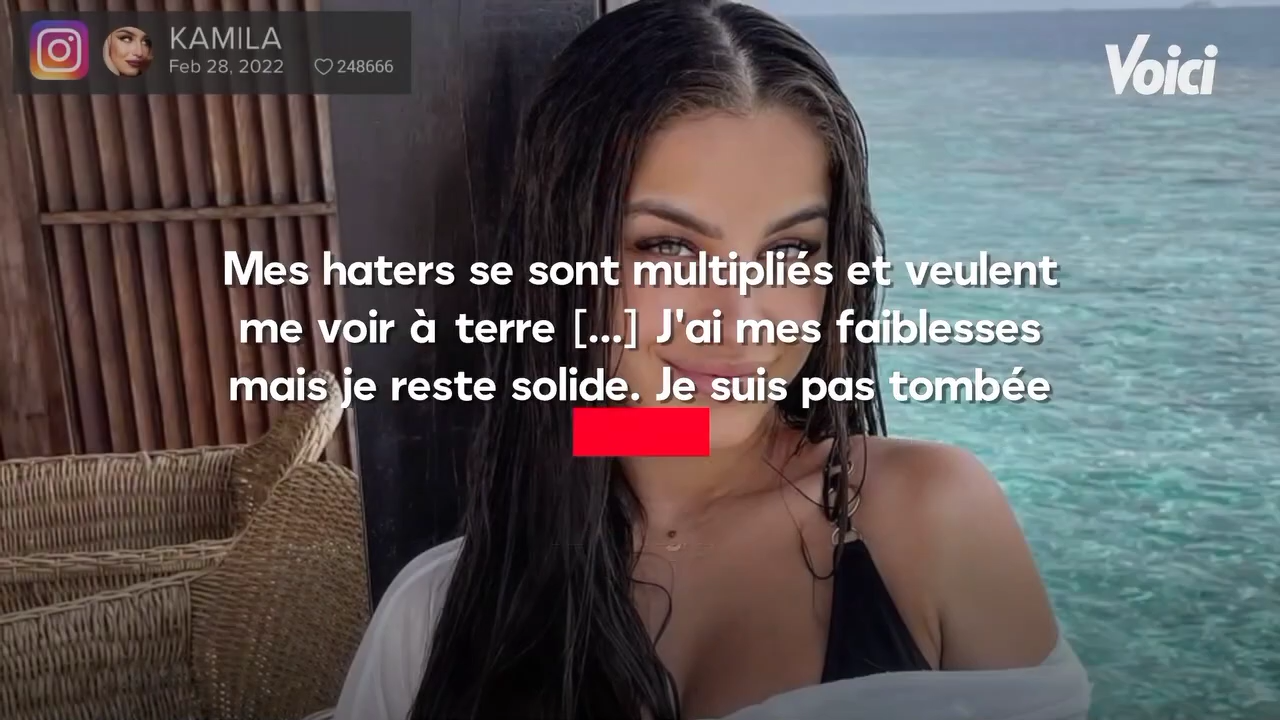 KAMILA
Feb 28, 2022 248666
Voici
Mes haters se sont multipliés et veulent
me voir à terre [...] J'ai mes faiblesses
mais je reste solide. Je suis pas tombée